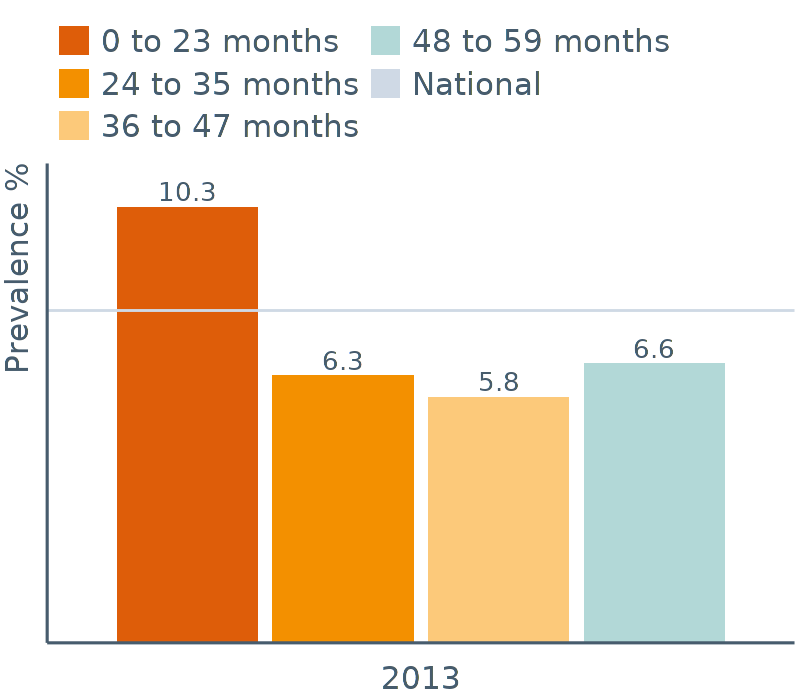 0 to 23 months
24 to 35 months
36 to 47 months
48 to 59 months
National
Prevalence %
10.3
6.3
5.8
6.6
2013